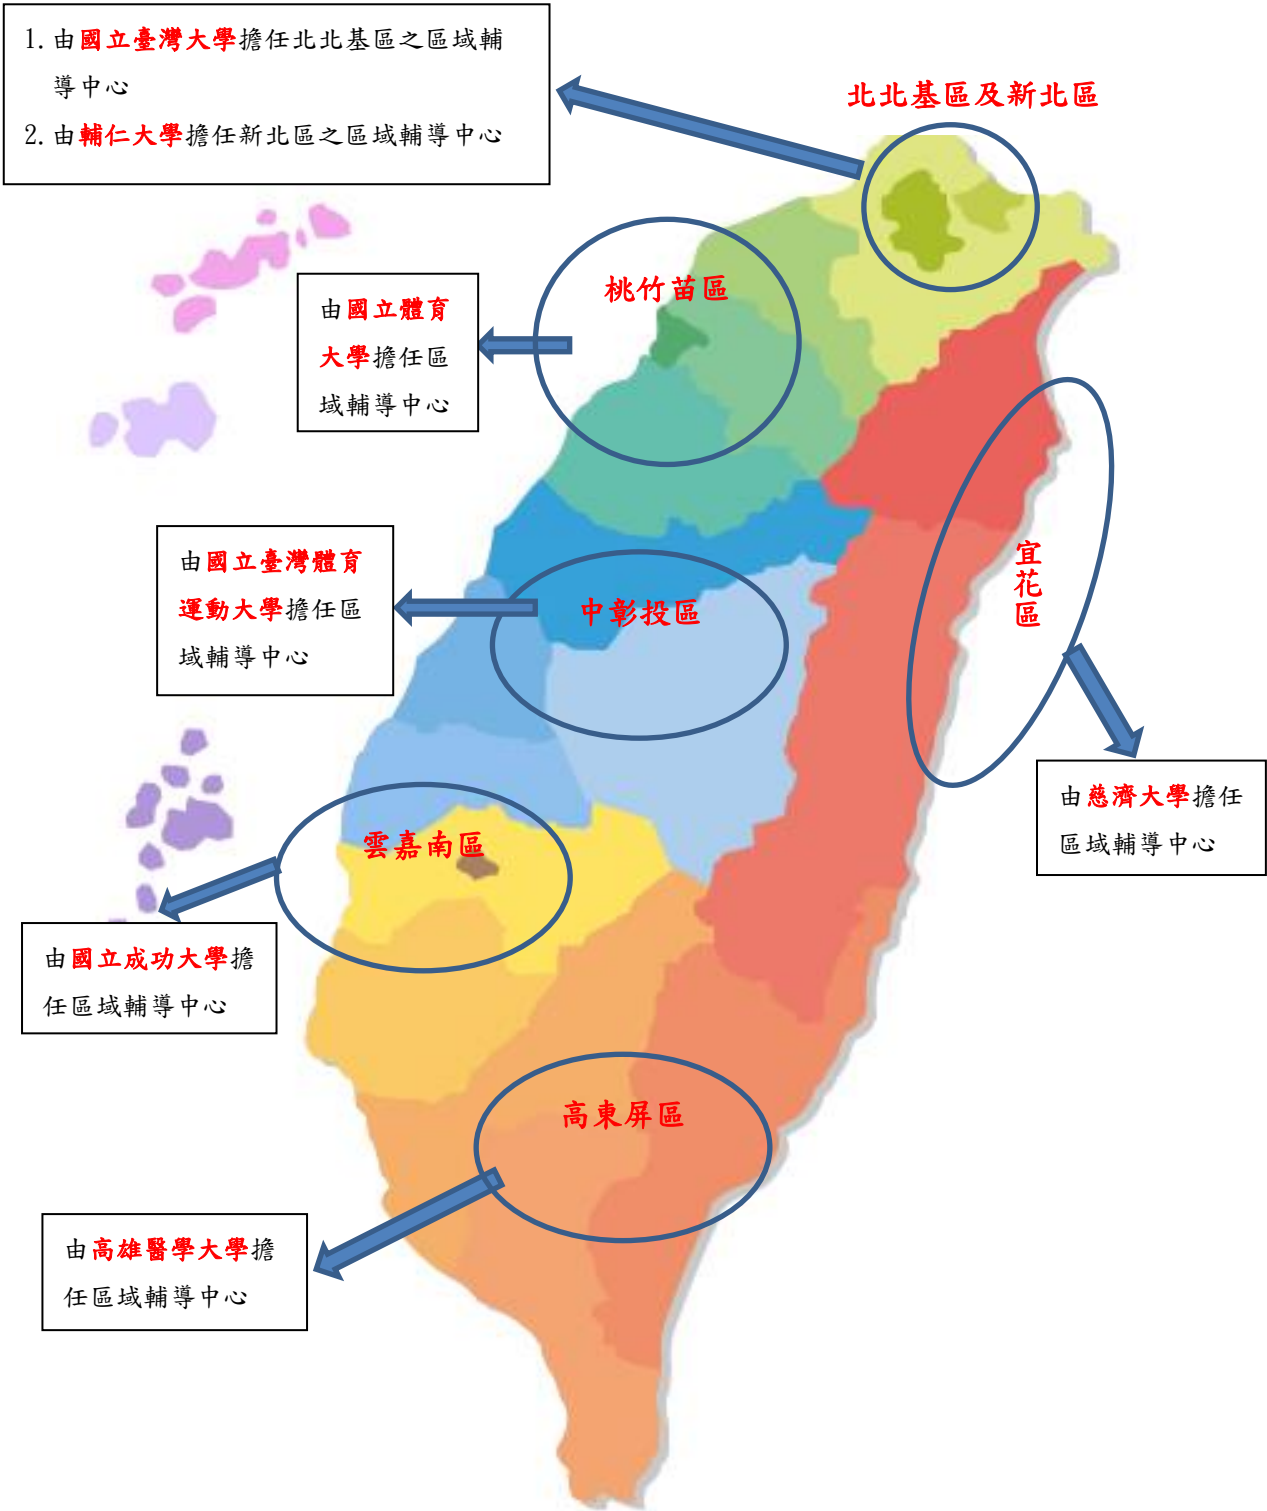 1. 由國立臺灣大學擔任北北基區之區域輔
導中心
2. 由輔仁大學擔任新北區之區域輔導中心
北北基區及新北區
桃竹苗區
由國立體育
大學擔任區
域輔導中心
宜花區
由國立臺灣體育
運動大學擔任區
域輔導中心
中彰投區
由慈濟大學擔任
區域輔導中心
雲嘉南區
由國立成功大學擔
任區域輔導中心
高東屏區
由高雄醫學大學擔
任區域輔導中心